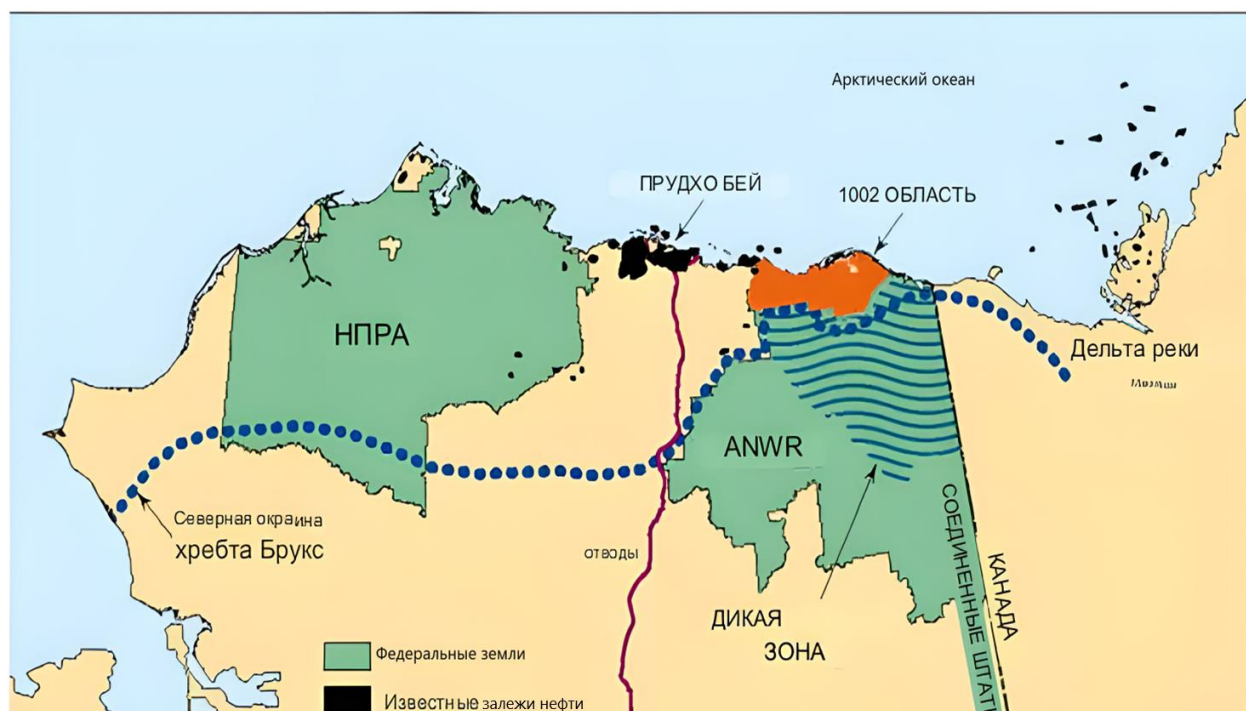 Арктический океан
ПРУДХО БЕЙ
1002 ОБЛАСТЬ
НПРА
Дельта реки
ANWR
Северная окраина
хребта Брукс
отводы
ДИКАЯ
ЗОНА
СОЕДИНЕННЫЕ ШТАТ
КАНАДА
Федеральные земли
Известные залежи нефти